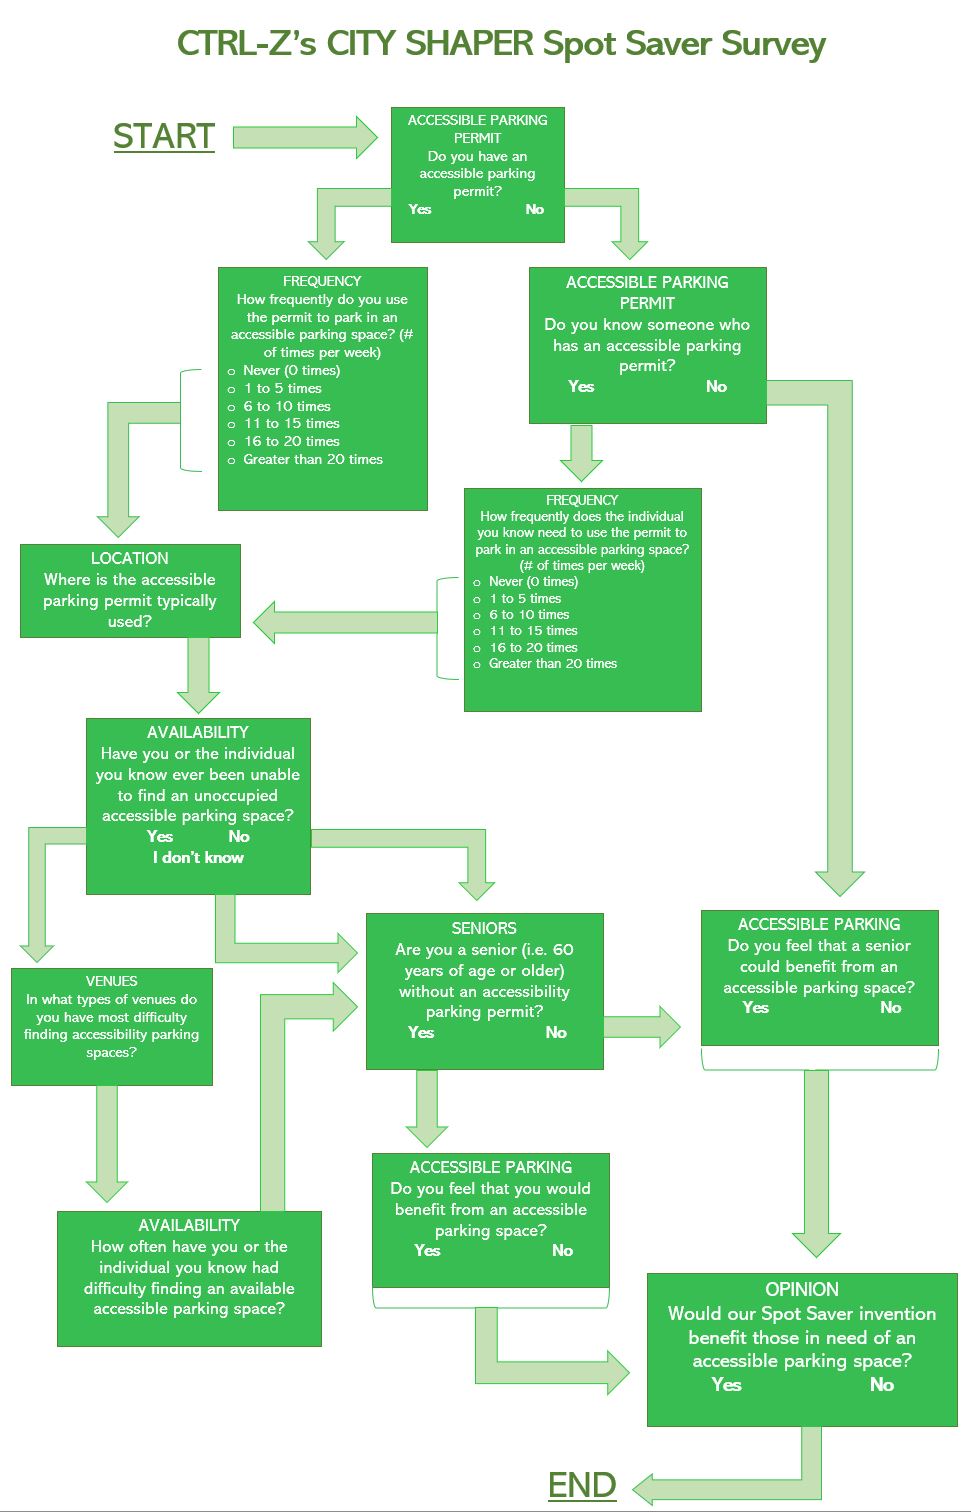 CTRL-Z's CITY SHAPER Spot Saver Survey
START
ACCESSIBLE PARKING
PERMIT
Do you have an
accessible parking
permit?
Yes No
FREQUENCY
How frequently do you use
the permit to park in an
accessible parking space? (#
of times per week)
o Never (0 times)
o 1 to 5 times
o 6 to 10 times
o 11 to 15 times
o 16 to 20 times
o Greater than 20 times
ACCESSIBLE PARKING
PERMIT
Do you know someone who
has an accessible parking
permit?
Yes No
FREQUENCY
How frequently does the individual
you know need to use the permit to
park in an accessible parking space?
(# of times per week)
o Never (0 times)
o 1 to 5 times
o 6 to 10 times
o 11 to 15 times
o 16 to 20 times
o Greater than 20 times
LOCATION
Where is the accessible
parking permit typically
used?
AVAILABILITY
Have you or the individual
you know ever been unable
to find an unoccupied
accessible parking space?
Yes No
I don't know
VENUES
In what types of venues do
you have most difficulty
finding accessibility parking
spaces?
AVAILABILITY
How often have you or the
individual you know had
difficulty finding an available
accessible parking space?
SENIORS
Are you a senior (i.e. 60
years of age or older)
without an accessibility
parking permit?
Yes No
ACCESSIBLE PARKING
Do you feel that a senior
could benefit from an
accessible parking space?
Yes No
ACCESSIBLE PARKING
Do you feel that you would
benefit from an accessible
parking space?
Yes No
OPINION
Would our Spot Saver invention
benefit those in need of an
accessible parking space?
Yes No
END